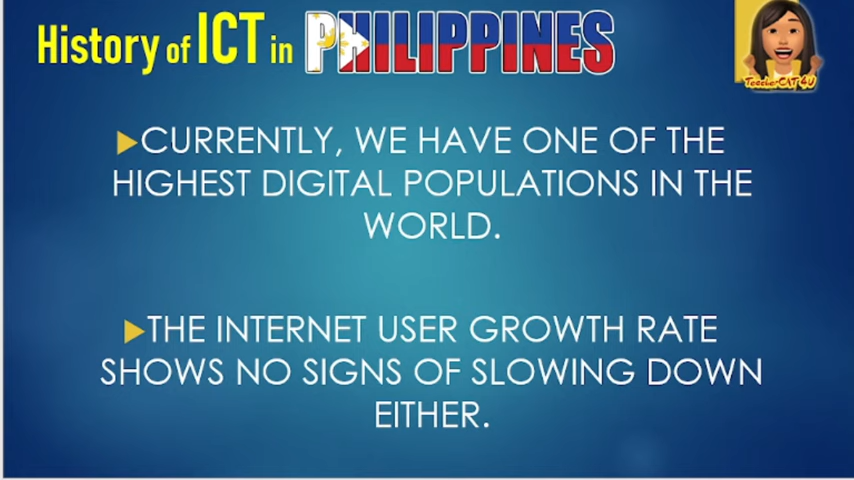 History of ICT in PHILIPPINES
CURRENTLY, WE HAVE ONE OF THE
HIGHEST DIGITAL POPULATIONS IN THE
WORLD.
THE INTERNET USER GROWTH RATE
SHOWS NO SIGNS OF SLOWING DOWN
EITHER.